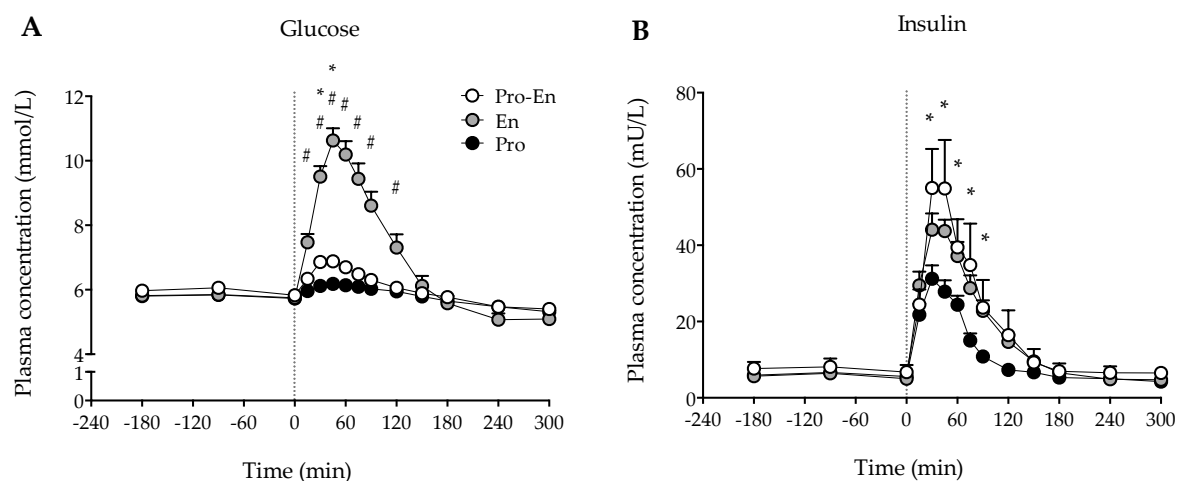 A
Glucose
*
* # #
# #
# #
#
Plasma concentration (mmol/L)
12
10
8
6
4
1
0
Pro-En
En
Pro
-240 -180 -120 -60 0 60 120 180 240 300
Time (min)
B
Insulin
* *
*
*
*
Plasma concentration (mU/L)
80
60
40
20
0
-240 -180 -120 -60 0 60 120 180 240 300
Time (min)